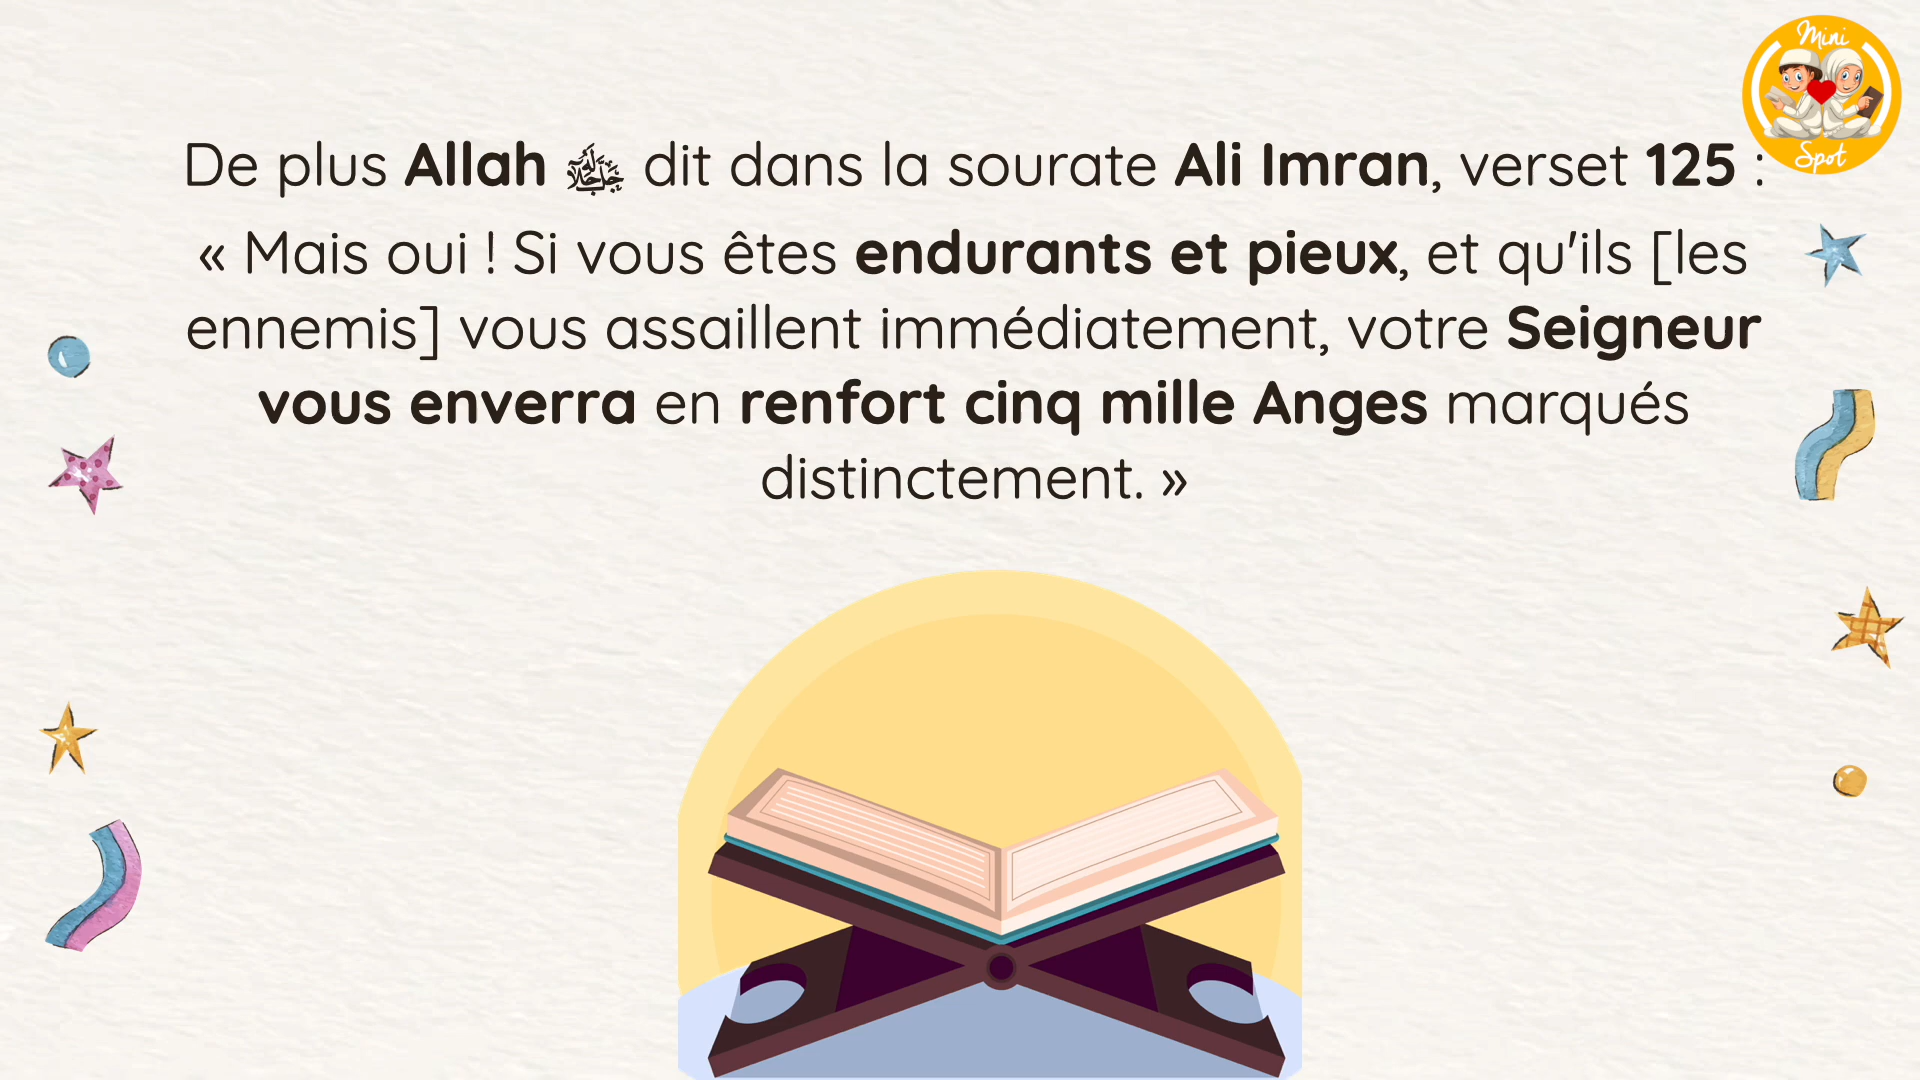 Mini
Spot
De plus Allah ﷻ dit dans la sourate Ali Imran, verset 125 :
« Mais oui ! Si vous êtes endurants et pieux, et qu'ils [les
ennemis] vous assaillent immédiatement, votre Seigneur
vous enverra en renfort cinq mille Anges marqués
distinctement. »